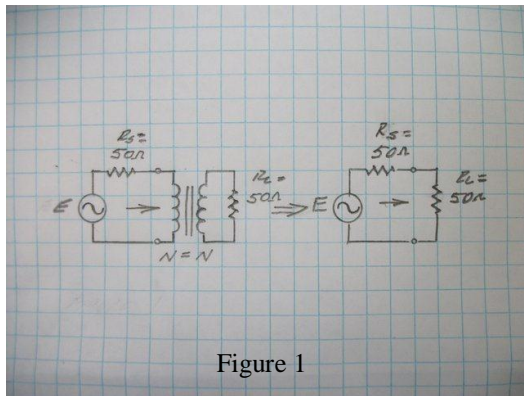 Rs =
50Ω
E
RL =
50Ω
N = N
Rs =
50Ω
E
RL =
50Ω
Figure 1